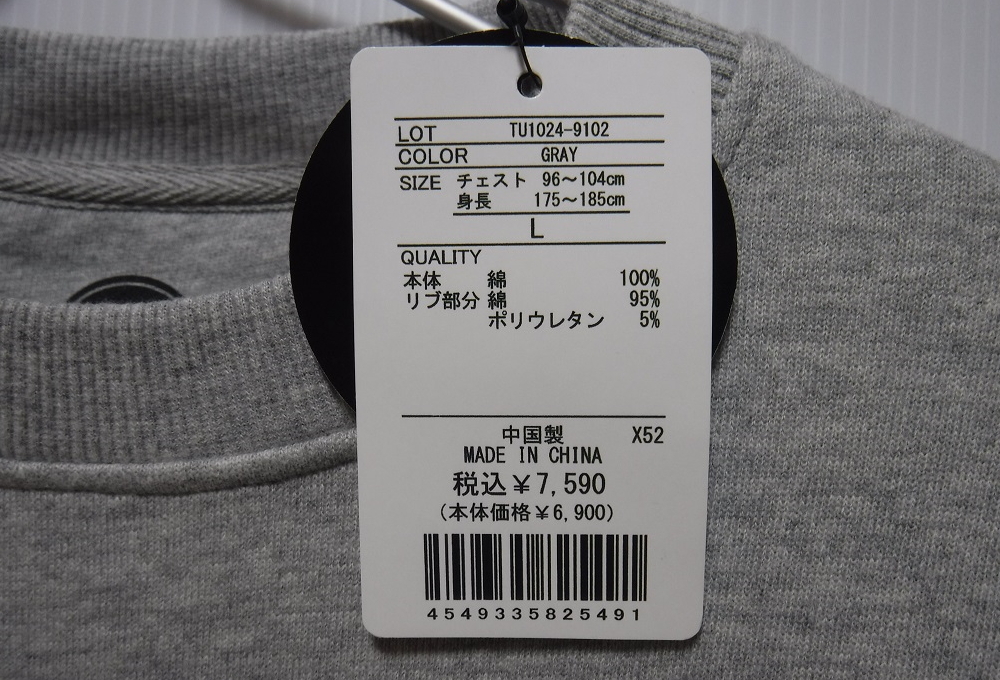 LOT TU1024-9102
COLOR GRAY
SIZE チェスト 96～104cm
身長 175～185cm
L
QUALITY
本体 綿 100%
リブ部分 綿 95%
ポリウレタン 5%
中国製 X52
MADE IN CHINA
税込￥7,590
(本体価格￥6,900)
4549335825491